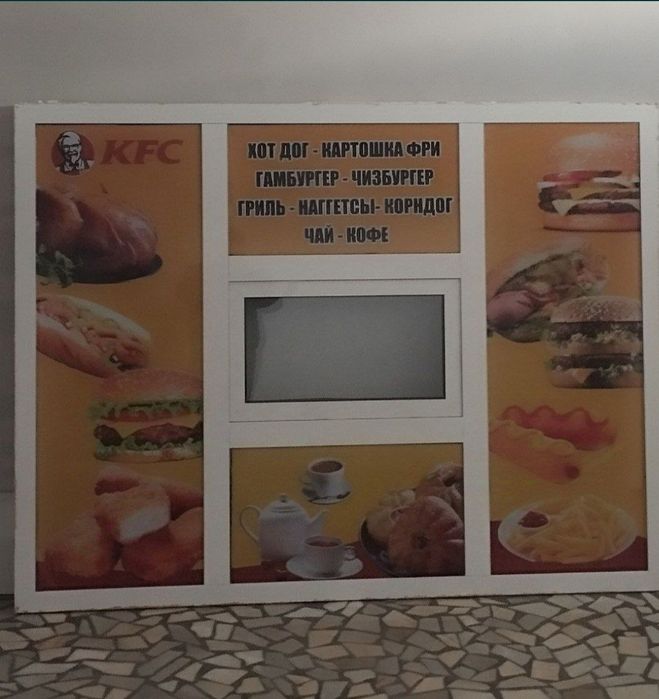 KFC
ХОТ ДОГ - КАРТОШКА ФРИ
ГАМБУРГЕР - ЧИЗБУРГЕР
ГРИЛЬ - НАГГЕТСЫ- КОРНДОГ
ЧАЙ - КОФЕ